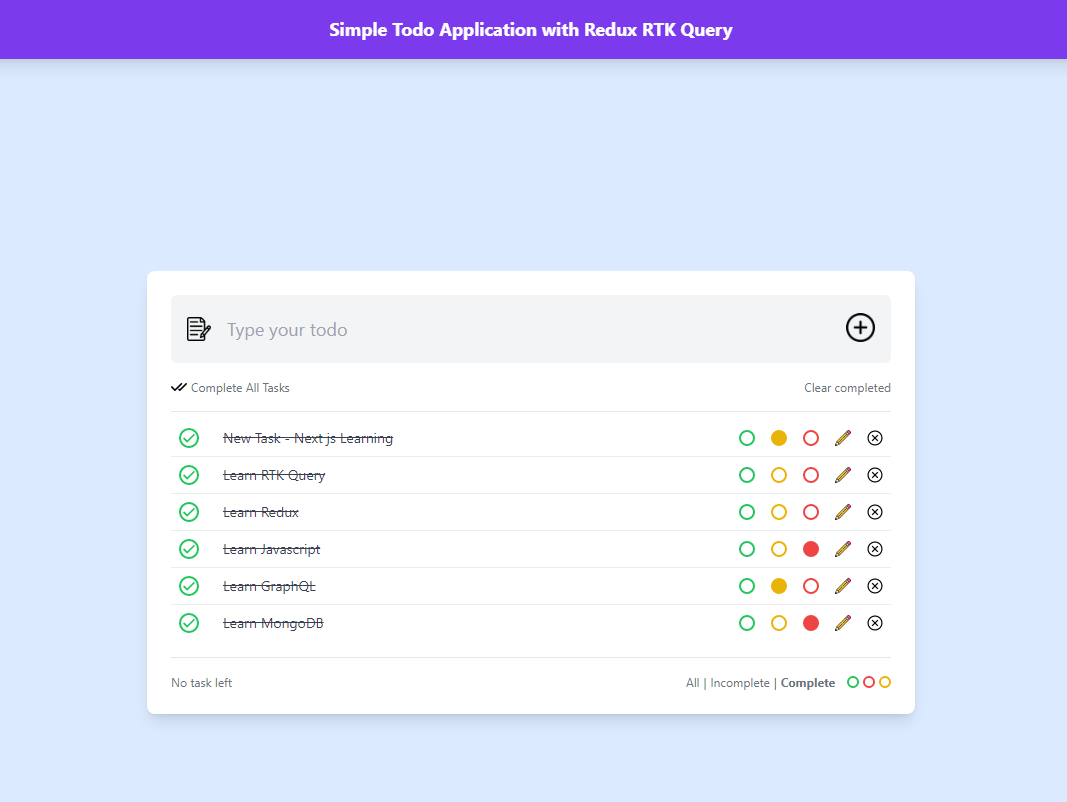 Simple Todo Application with Redux RTK Query
Type your todo
Complete All Tasks Clear completed
New Task - Next js Learning
Learn RTK Query
Learn Redux
Learn Javascript
Learn GraphQL
Learn MongoDB
No task left All | Incomplete | Complete